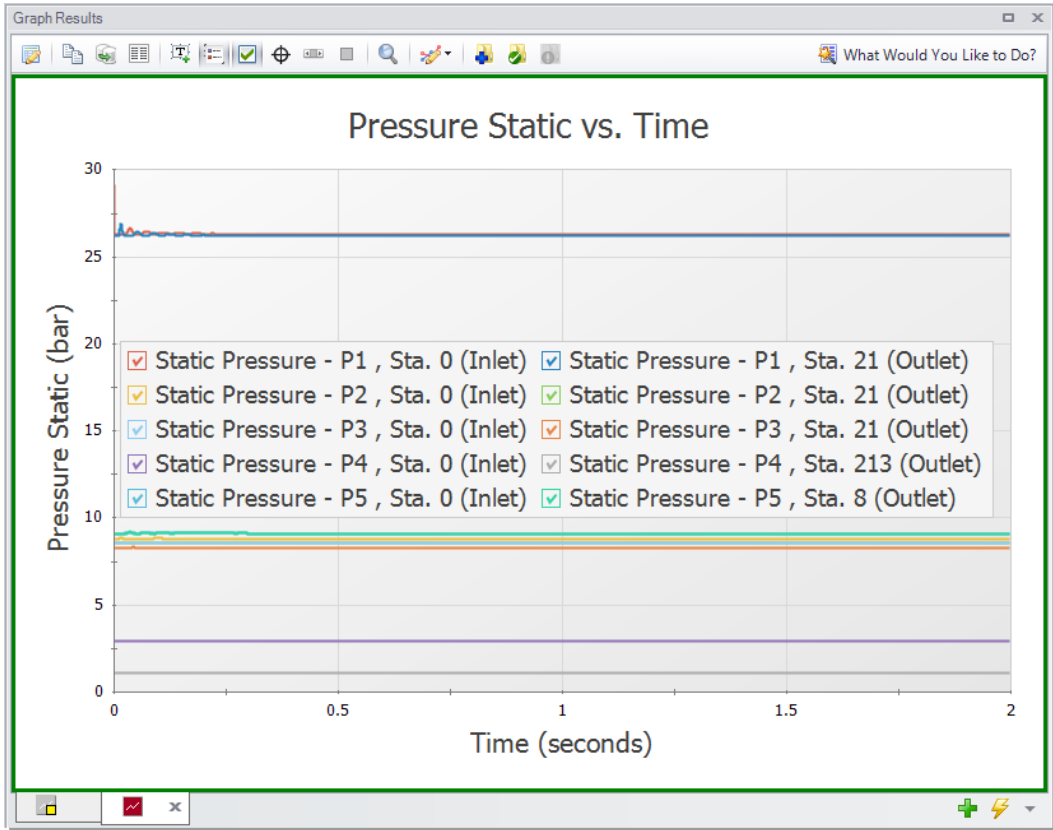 Graph Results
What Would You Like to Do?
Pressure Static vs. Time
30
25
20
15
10
5
0
Pressure Static (bar)
Static Pressure - P1 , Sta. 0 (Inlet) Static Pressure - P1 , Sta. 21 (Outlet)
Static Pressure - P2 , Sta. 0 (Inlet) Static Pressure - P2 , Sta. 21 (Outlet)
Static Pressure - P3 , Sta. 0 (Inlet) Static Pressure - P3 , Sta. 21 (Outlet)
Static Pressure - P4 , Sta. 0 (Inlet) Static Pressure - P4 , Sta. 213 (Outlet)
Static Pressure - P5 , Sta. 0 (Inlet) Static Pressure - P5 , Sta. 8 (Outlet)
0 0.5 1 1.5 2
Time (seconds)